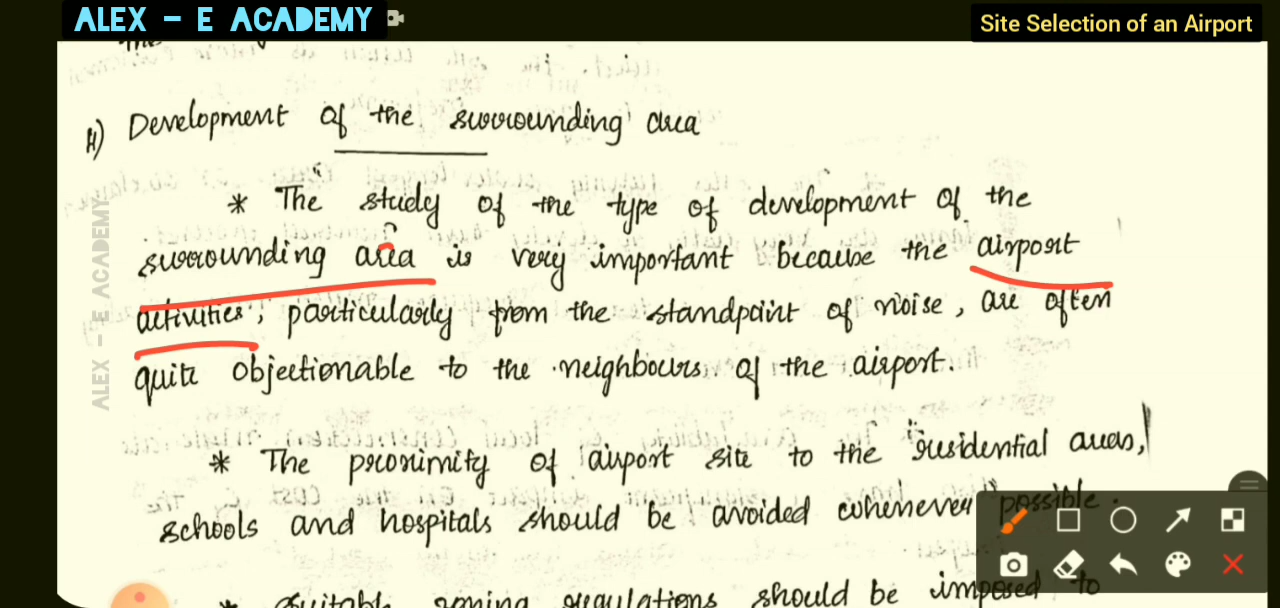 ALEX – E ACADEMY
Site Selection of an Airport
4) Development of the surrounding area
* The study of the type of development of the
surrounding area is very important because the airport
activities, particularly from the standpoint of noise, are often
quite objectionable to the neighbours of the airport.
* The proximity of airport site to the residential areas,
schools and hospitals should be avoided whenever possible.
* Suitable zoning regulations should be imposed to
ALEX – E ACADEMY